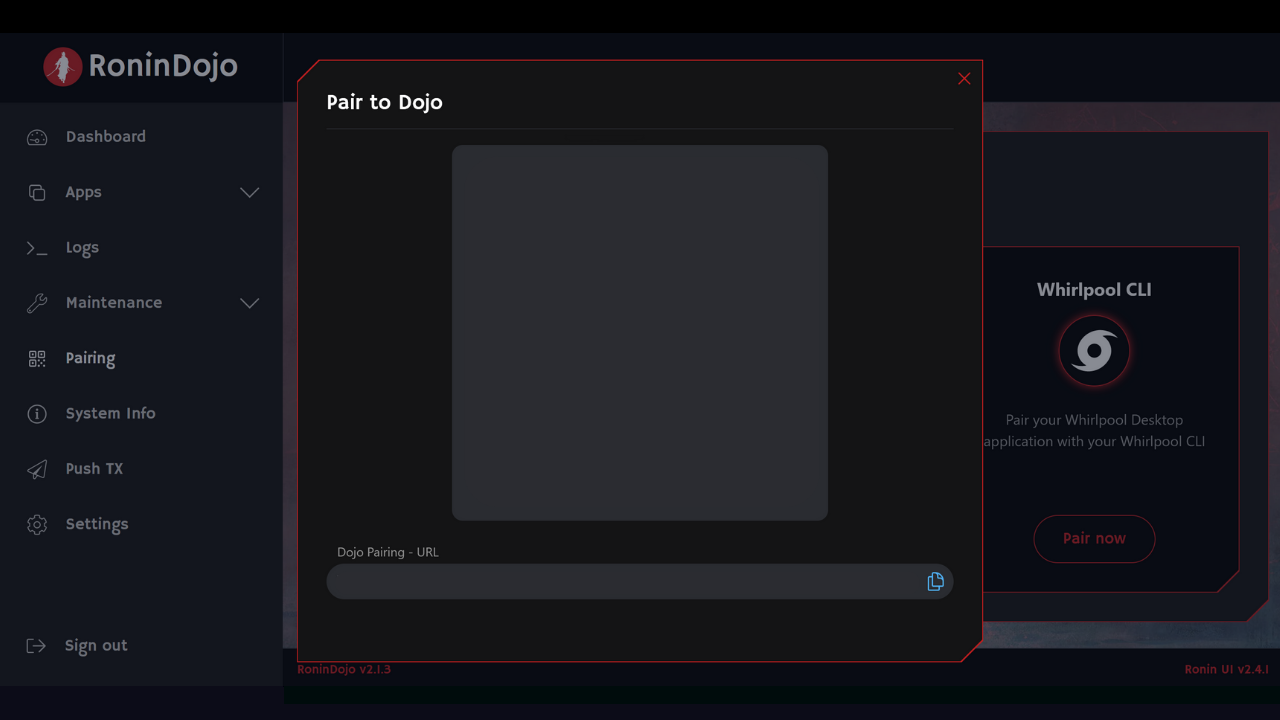 RoninDojo
Dashboard
Apps
Logs
Maintenance
Pairing
System Info
Push TX
Settings
Sign out
Pair to Dojo
Dojo Pairing - URL
Whirlpool CLI
Pair your Whirlpool Desktop
application with your Whirlpool CLI
Pair now
RoninDojo v2.1.3
Ronin UI v2.4.1